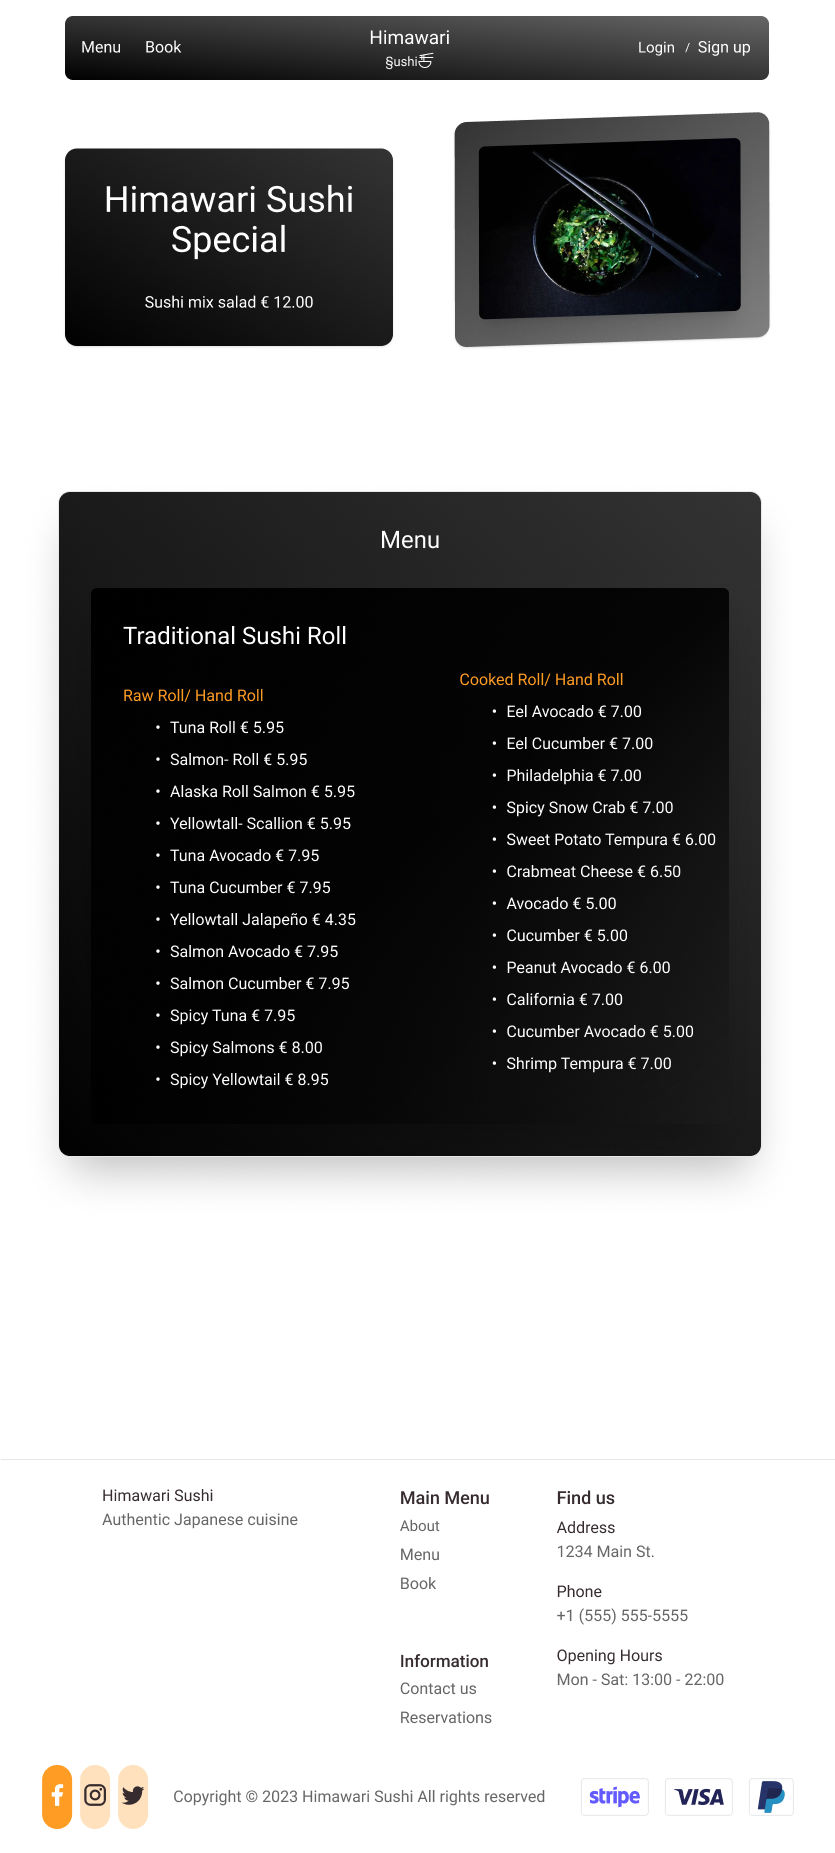 Menu
Book
Himawari
Sushi
Login / Sign up
Himawari Sushi
Special
Sushi mix salad € 12.00
Menu
Traditional Sushi Roll
Raw Roll/ Hand Roll
• Tuna Roll € 5.95
• Salmon- Roll € 5.95
• Alaska Roll Salmon € 5.95
• Yellowtall- Scallion € 5.95
• Tuna Avocado € 7.95
• Tuna Cucumber € 7.95
• Yellowtall Jalapeño € 4.35
• Salmon Avocado € 7.95
• Salmon Cucumber € 7.95
• Spicy Tuna € 7.95
• Spicy Salmons € 8.00
• Spicy Yellowtail € 8.95
Cooked Roll/ Hand Roll
• Eel Avocado € 7.00
• Eel Cucumber € 7.00
• Philadelphia € 7.00
• Spicy Snow Crab € 7.00
• Sweet Potato Tempura € 6.00
• Crabmeat Cheese € 6.50
• Avocado € 5.00
• Cucumber € 5.00
• Peanut Avocado € 6.00
• California € 7.00
• Cucumber Avocado € 5.00
• Shrimp Tempura € 7.00
Himawari Sushi
Authentic Japanese cuisine
Main Menu
About
Menu
Book
Information
Contact us
Reservations
Find us
Address
1234 Main St.
Phone
+1 (555) 555-5555
Opening Hours
Mon - Sat: 13:00 - 22:00
Copyright © 2023 Himawari Sushi All rights reserved
stripe
VISA